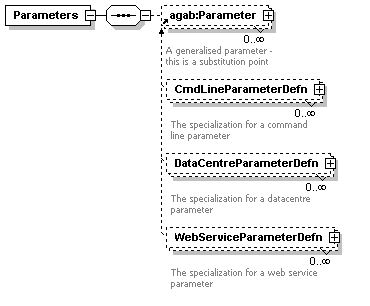 Parameters
agab:Parameter
0..∞
A generalised parameter -
this is a substitution point
CmdLineParameterDefn
0..∞
The specialization for a command
line parameter
DataCentreParameterDefn
0..∞
The specialization for a datacentre
parameter
WebServiceParameterDefn
0..∞
The specialization for a web service
parameter